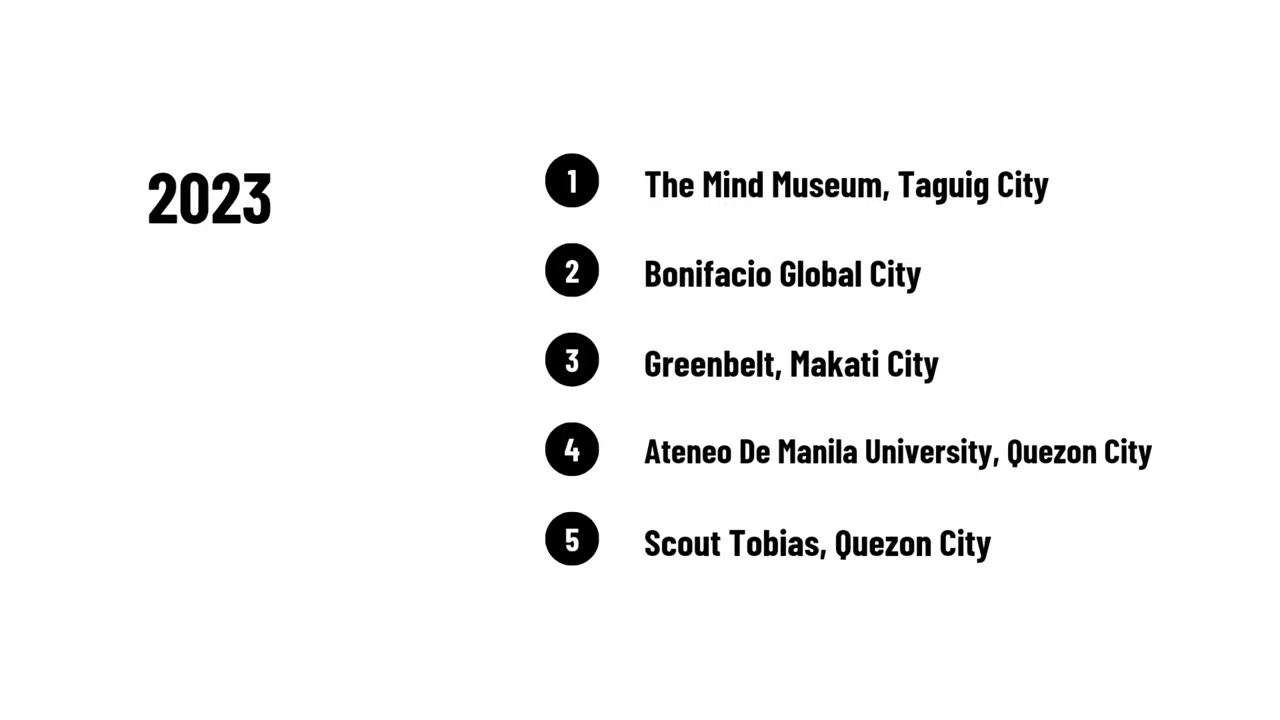 2023
1 The Mind Museum, Taguig City
2 Bonifacio Global City
3 Greenbelt, Makati City
4 Ateneo De Manila University, Quezon City
5 Scout Tobias, Quezon City